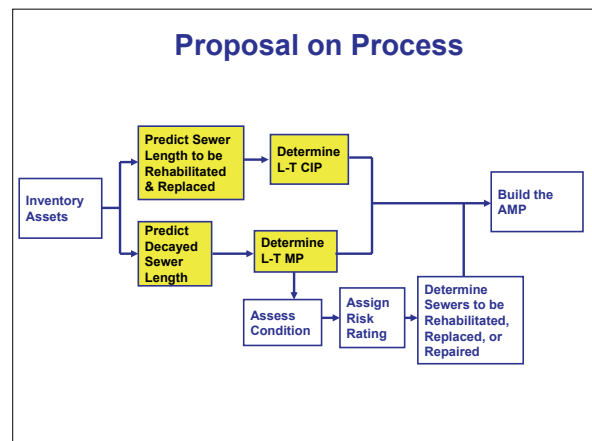 Proposal on Process
Predict Sewer
Length to be
Rehabilitated
& Replaced
Determine
L-T CIP
Inventory
Assets
Build the
AMP
Predict
Decayed
Sewer
Length
Determine
L-T MP
Assess
Condition
Assign
Risk
Rating
Determine
Sewers to be
Rehabilitated,
Replaced, or
Repaired